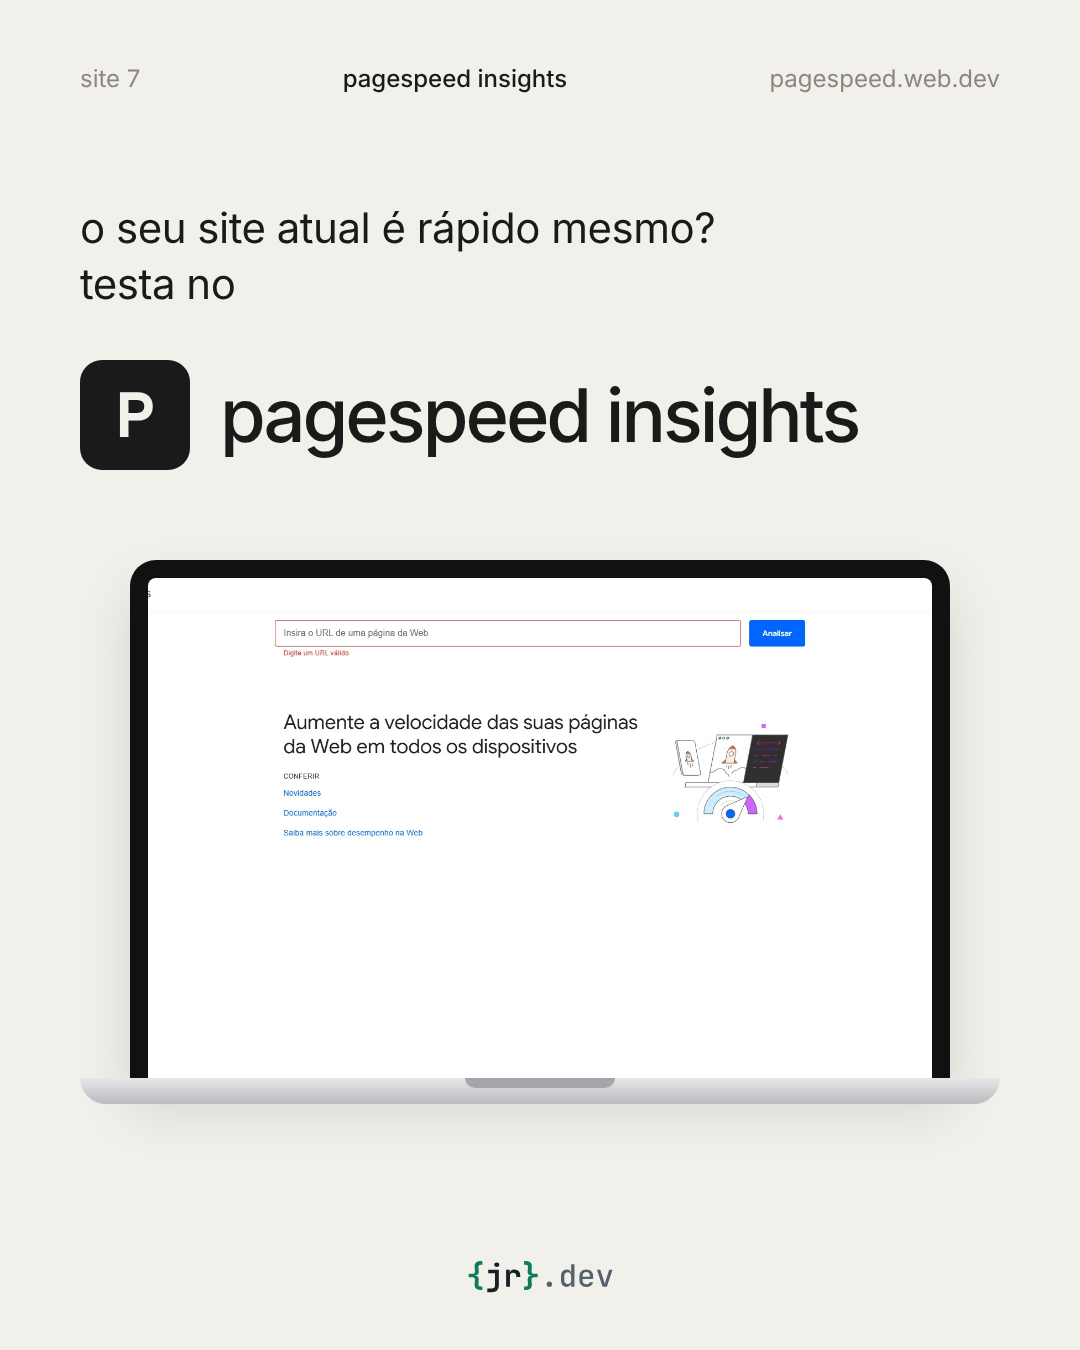 site 7
pagespeed insights
pagespeed.web.dev
o seu site atual é rápido mesmo?
testa no
P
pagespeed insights
s
Insira o URL de uma página da Web
Analisar
Digite um URL válido
Aumente a velocidade das suas páginas
da Web em todos os dispositivos
CONFERIR
Novidades
Documentação
Saiba mais sobre desempenho na Web
{jr}.dev